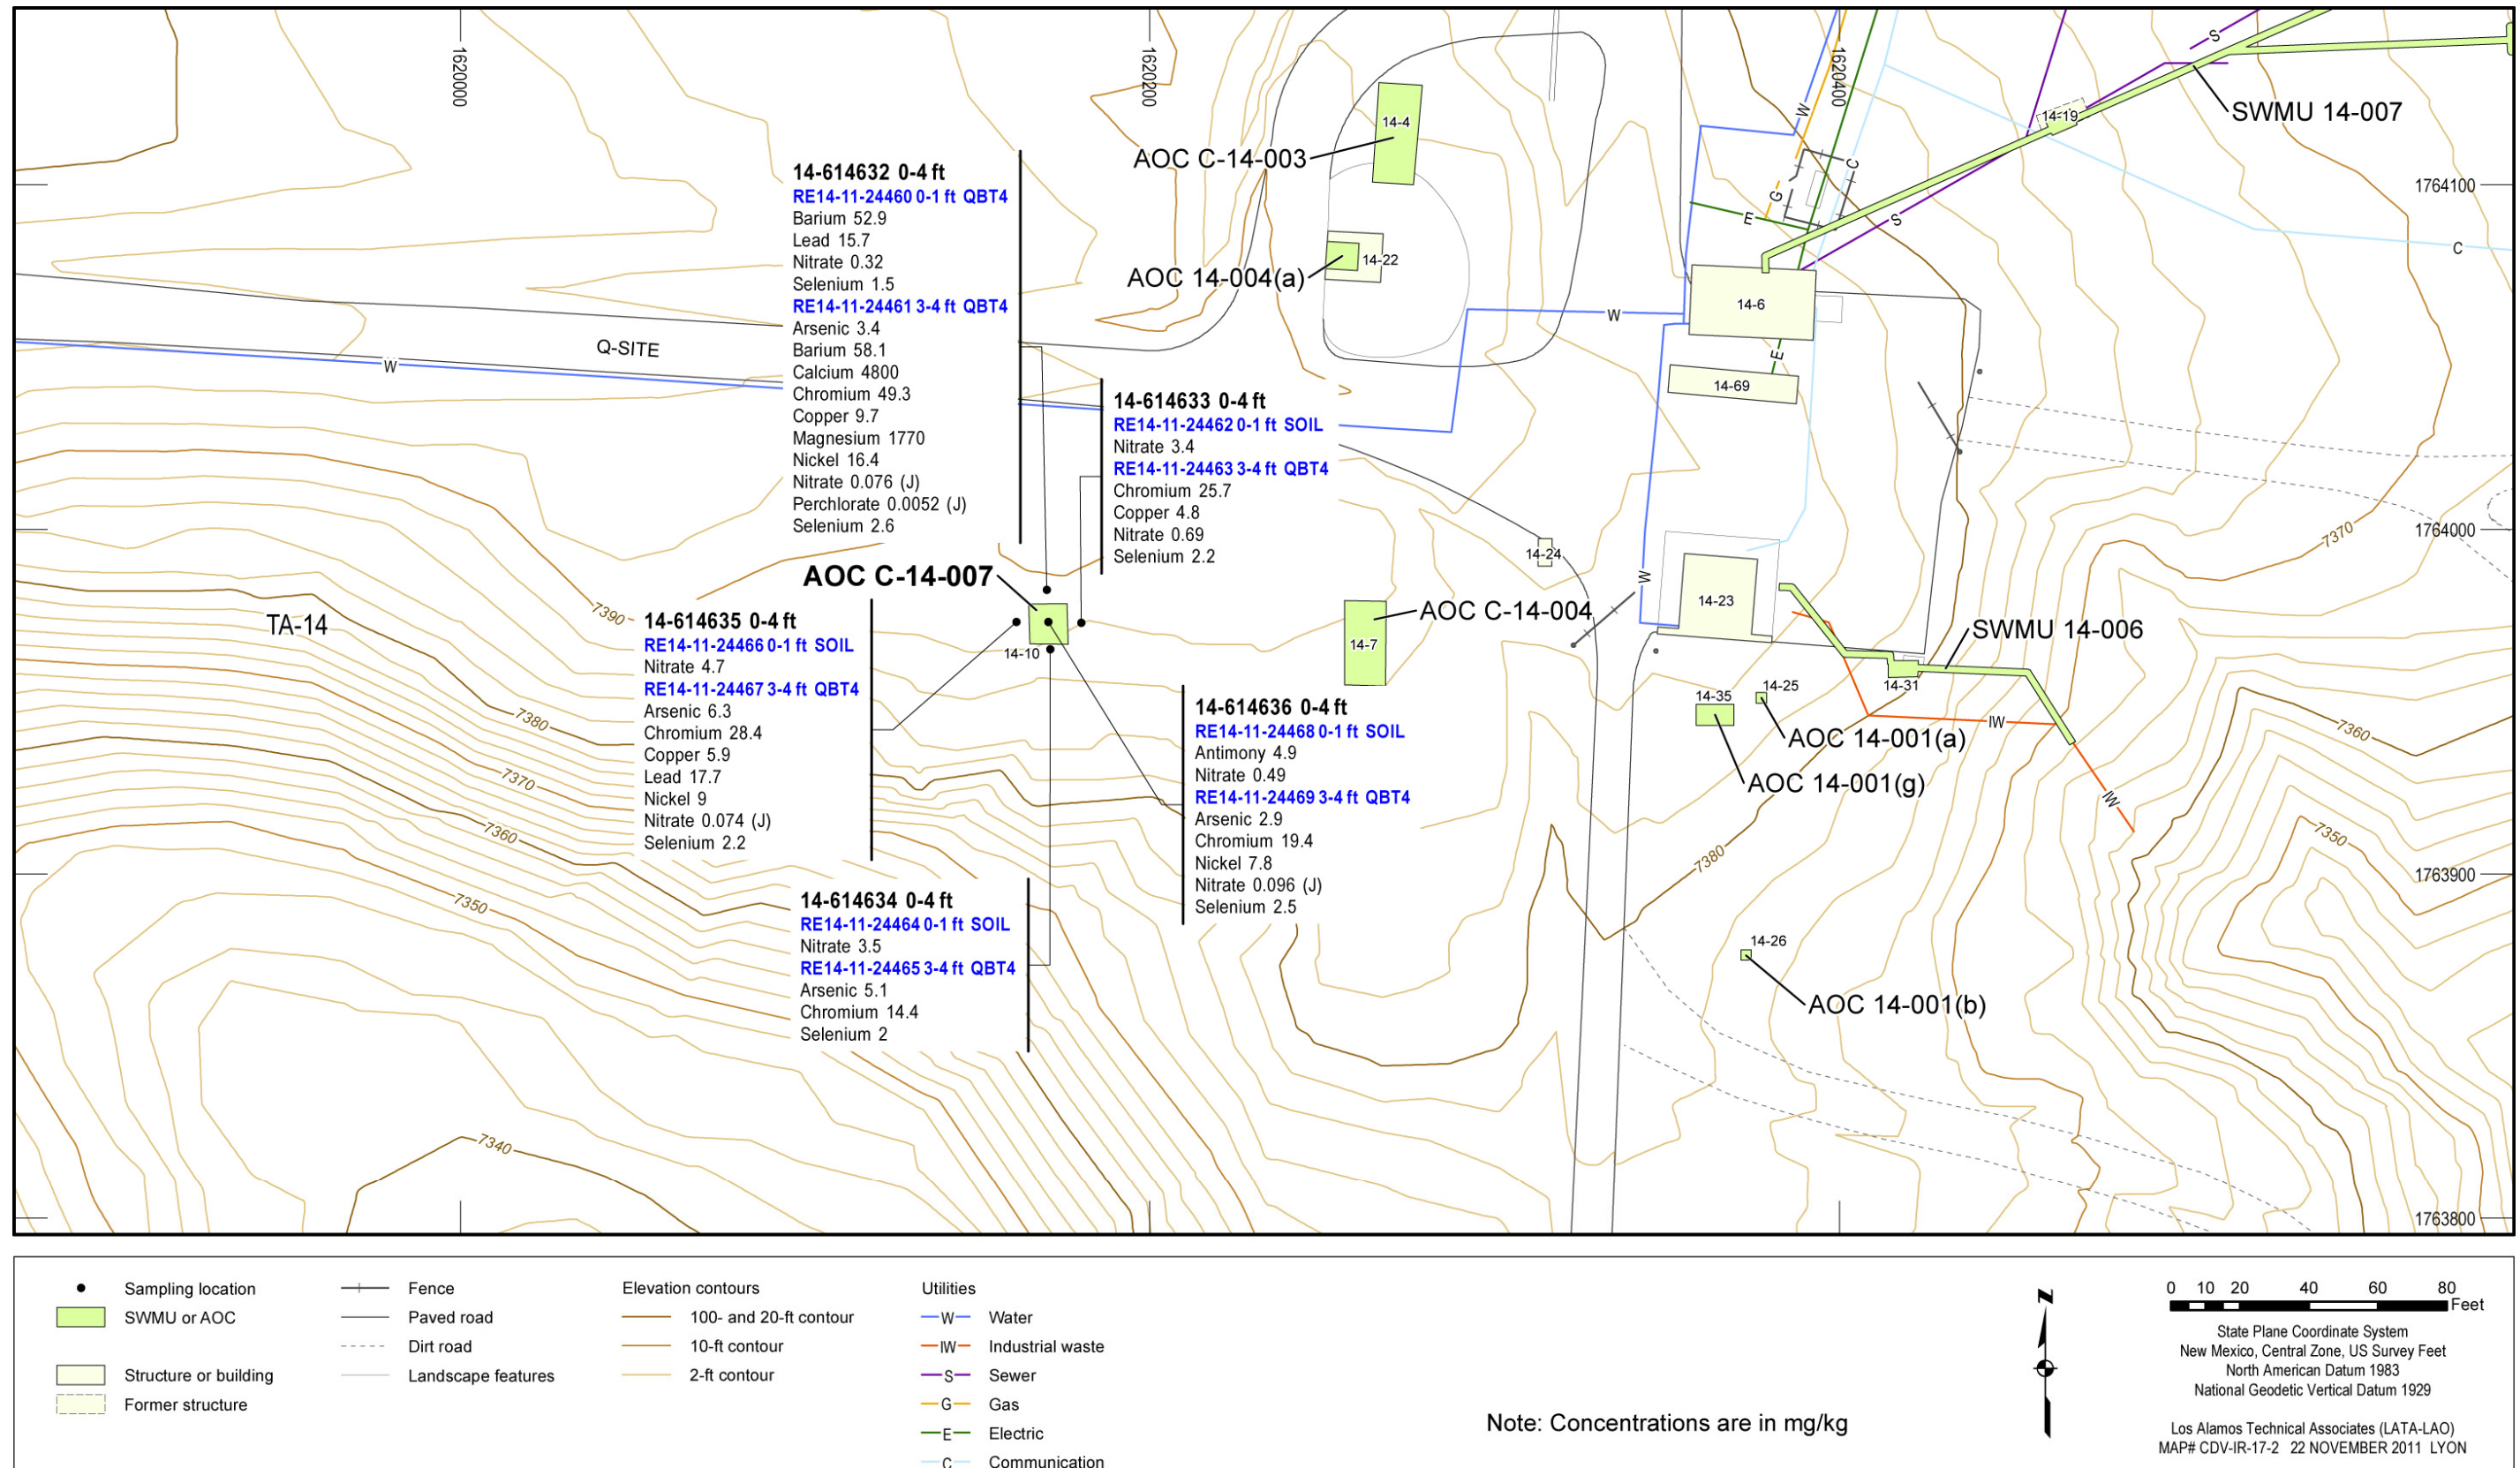 1620000
1620200
1620400
S
SWMU 14-007
14-19
W
14-4
AOC C-14-003
C
G
E
S
1764100
C
14-614632 0-4 ft
RE14-11-24460 0-1 ft QBT4
Barium 52.9
Lead 15.7
Nitrate 0.32
Selenium 1.5
RE14-11-24461 3-4 ft QBT4
Arsenic 3.4
Barium 58.1
Calcium 4800
Chromium 49.3
Copper 9.7
Magnesium 1770
Nickel 16.4
Nitrate 0.076 (J)
Perchlorate 0.0052 (J)
Selenium 2.6
AOC 14-004(a)
14-22
14-6
W
E
14-69
Q-SITE
W
14-614633 0-4 ft
RE14-11-24462 0-1 ft SOIL
Nitrate 3.4
RE14-11-24463 3-4 ft QBT4
Chromium 25.7
Copper 4.8
Nitrate 0.69
Selenium 2.2
1764000
7370
14-24
W
14-23
AOC C-14-007
14-10
7390
TA-14
14-614635 0-4 ft
RE14-11-24466 0-1 ft SOIL
Nitrate 4.7
RE14-11-24467 3-4 ft QBT4
Arsenic 6.3
Chromium 28.4
Copper 5.9
Lead 17.7
Nickel 9
Nitrate 0.074 (J)
Selenium 2.2
AOC C-14-004
14-7
SWMU 14-006
14-31
14-25
14-35
AOC 14-001(a)
AOC 14-001(g)
IW
IW
7360
7350
7380
7370
7360
7350
7380
14-614636 0-4 ft
RE14-11-24468 0-1 ft SOIL
Antimony 4.9
Nitrate 0.49
RE14-11-24469 3-4 ft QBT4
Arsenic 2.9
Chromium 19.4
Nickel 7.8
Nitrate 0.096 (J)
Selenium 2.5
1763900
14-614634 0-4 ft
RE14-11-24464 0-1 ft SOIL
Nitrate 3.5
RE14-11-24465 3-4 ft QBT4
Arsenic 5.1
Chromium 14.4
Selenium 2
14-26
AOC 14-001(b)
7340
1763800
Sampling location
SWMU or AOC
Structure or building
Former structure
Fence
Paved road
Dirt road
Landscape features
Elevation contours
100- and 20-ft contour
10-ft contour
2-ft contour
Utilities
W Water
IW Industrial waste
S Sewer
G Gas
E Electric
C Communication
Note: Concentrations are in mg/kg
N
0 10 20 40 60 80
Feet
State Plane Coordinate System
New Mexico, Central Zone, US Survey Feet
North American Datum 1983
National Geodetic Vertical Datum 1929
Los Alamos Technical Associates (LATA-LAO)
MAP# CDV-IR-17-2 22 NOVEMBER 2011 LYON